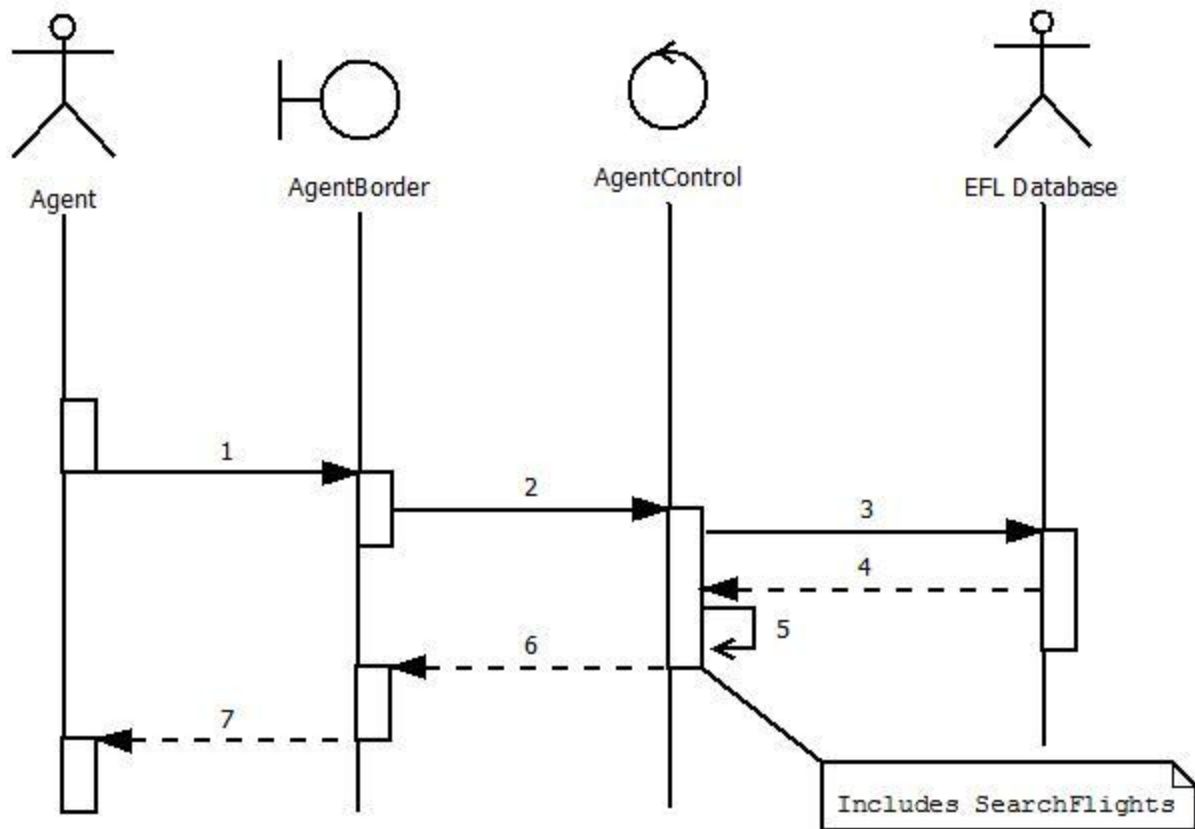 Agent
AgentBorder
AgentControl
EFL Database
1
2
3
4
5
6
7
Includes SearchFlights